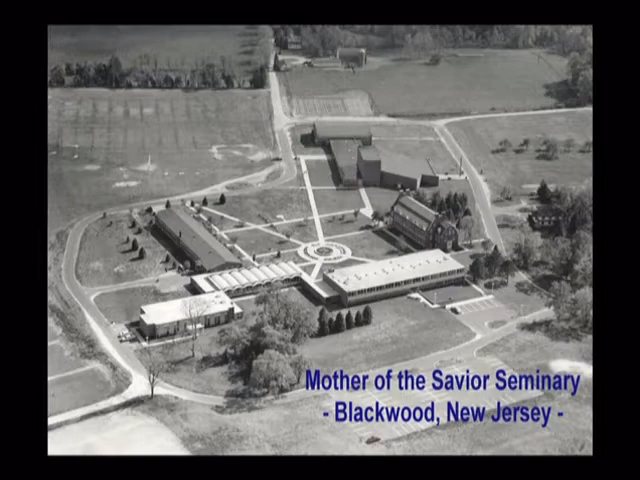 Mother of the Savior Seminary
- Blackwood, New Jersey -